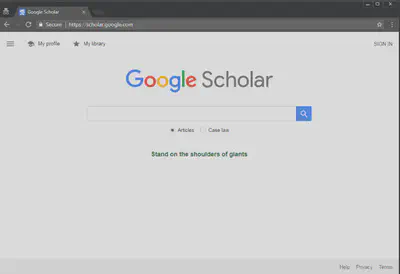 Google Scholar
Secure | https://scholar.google.com
My profile My library SIGN IN
Google Scholar
Articles Case law
Stand on the shoulders of giants
Help Privacy Terms